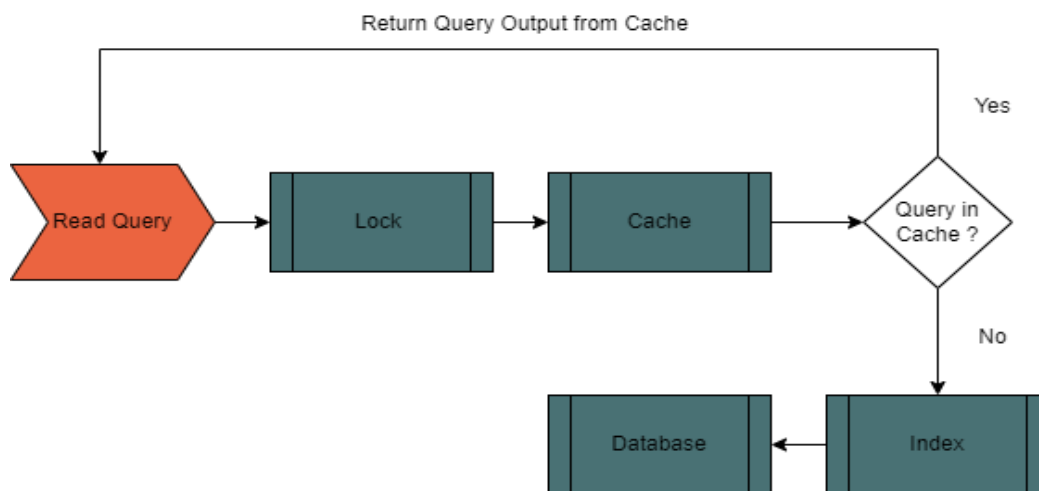 Return Query Output from Cache
Yes
Read Query
Lock
Cache
Query in
Cache ?
No
Database
Index